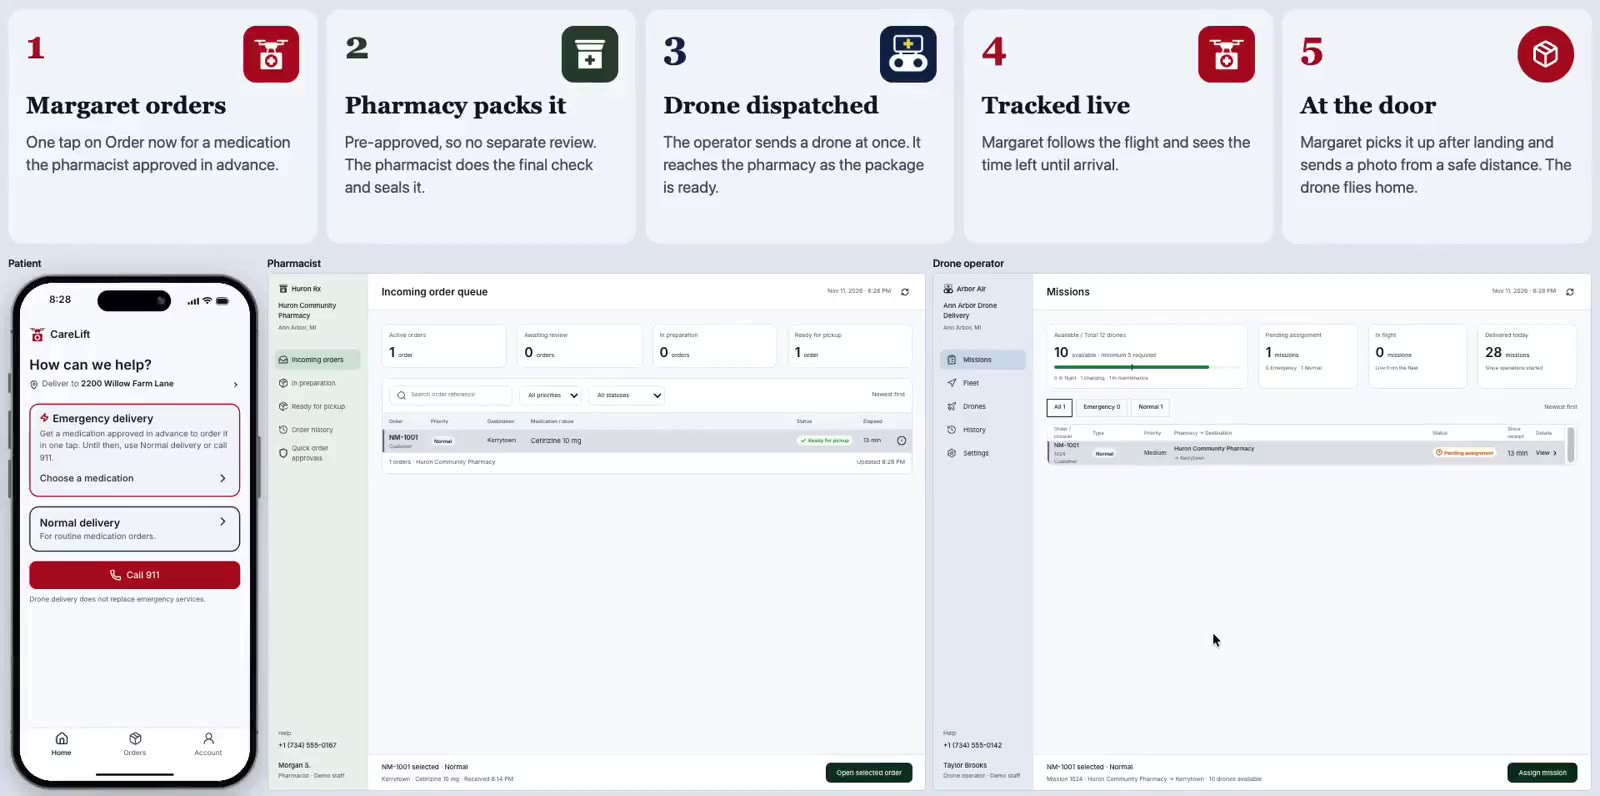 1
Margaret orders
One tap on Order now for a medication
the pharmacist approved in advance.
2
Pharmacy packs it
Pre-approved, so no separate review.
The pharmacist does the final check
and seals it.
3
Drone dispatched
The operator sends a drone at once. It
reaches the pharmacy as the package
is ready.
4
Tracked live
Margaret follows the flight and sees the
time left until arrival.
5
At the door
Margaret picks it up after landing and
sends a photo from a safe distance. The
drone flies home.
Patient
8:28
CareLift
How can we help?
Deliver to 2200 Willow Farm Lane
Emergency delivery
Get a medication approved in advance to order it
in one tap. Until then, use Normal delivery or call
911.
Choose a medication
Normal delivery
For routine medication orders.
Call 911
Drone delivery does not replace emergency services.
Home
Orders
Account
Pharmacist
Huron Rx
Huron Community
Pharmacy
Ann Arbor, MI
Incoming orders
In preparation
Ready for pickup
Order history
Quick order
approvals
Help
+1 (734) 555-0167
Morgan S.
Pharmacist · Demo staff
Incoming order queue
Nov 11, 2026 · 8:28 PM
Active orders
1 order
Awaiting review
0 orders
In preparation
0 orders
Ready for pickup
1 order
Search order reference
All priorities
All statuses
Newest first
Order
Priority
Destination
Medication / dose
Status
Elapsed
NM-1001
Customer
Normal
Kerrytown
Cetirizine 10 mg
Ready for pickup
13 min
1 orders · Huron Community Pharmacy
Updated 8:28 PM
NM-1001 selected · Normal
Kerrytown · Cetirizine 10 mg · Received 8:14 PM
Open selected order
Drone operator
Arbor Air
Ann Arbor Drone
Delivery
Ann Arbor, MI
Missions
Fleet
Drones
History
Settings
Help
+1 (734) 555-0142
Taylor Brooks
Drone operator · Demo staff
Missions
Nov 11, 2026 · 8:28 PM
Available / Total 12 drones
10 available · minimum 5 required
0 in flight · 1 charging · 1 in maintenance
Pending assignment
1 missions
0 Emergency · 1 Normal
In flight
0 missions
Live from the fleet
Delivered today
28 missions
Since operations started
All 1
Emergency 0
Normal 1
Newest first
Order /
mission
Type
Priority
Pharmacy → Destination
Status
Since
receipt
Details
NM-1001
1024
Customer
Normal
Medium
Huron Community Pharmacy
→ Kerrytown
Pending assignment
13 min
View
NM-1001 selected · Normal
Mission 1024 · Huron Community Pharmacy → Kerrytown · 10 drones available
Assign mission